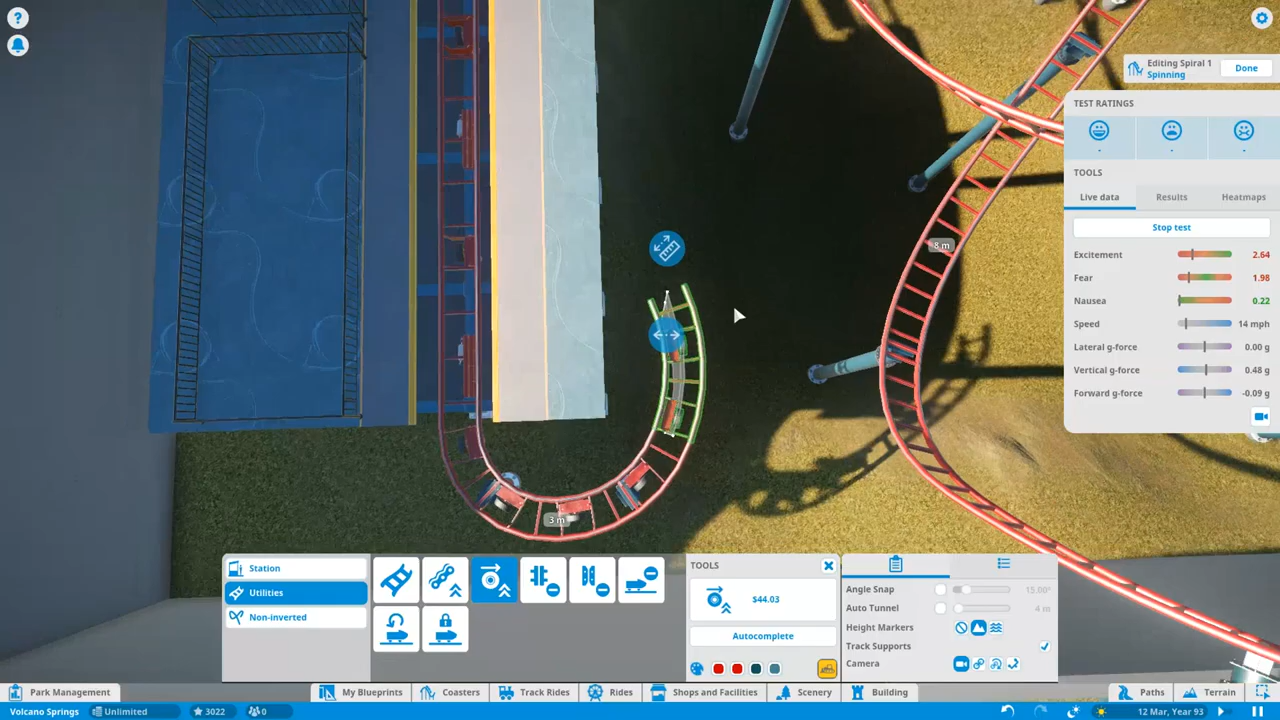 ?
Editing Spiral 1
Spinning
Done
TEST RATINGS
- - -
TOOLS
Live data Results Heatmaps
Stop test
Excitement 2.64
Fear 1.98
Nausea 0.22
Speed 14 mph
Lateral g-force 0.00 g
Vertical g-force 0.48 g
Forward g-force -0.09 g
8 m
3 m
Station
Utilities
Non-inverted
TOOLS
$44.03
Autocomplete
Angle Snap 15.00°
Auto Tunnel 4 m
Height Markers
Track Supports
Camera
Park Management My Blueprints Coasters Track Rides Rides Shops and Facilities Scenery Building Paths Terrain
Volcano Springs Unlimited 3022 0 12 Mar, Year 93